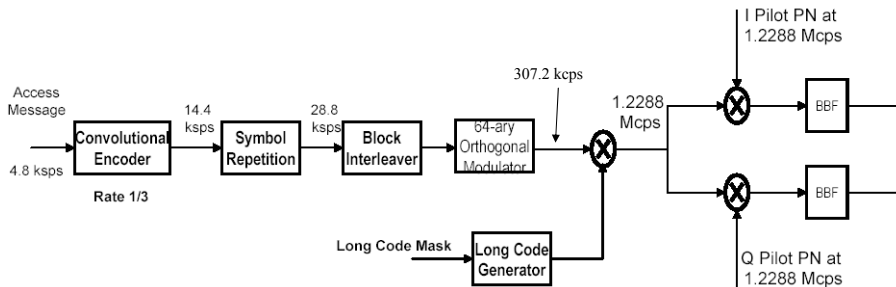 I Pilot PN at
1.2288 Mcps
307.2 kcps
Access
Message
14.4
ksps
28.8
ksps
1.2288
Mcps
BBF
Convolutional
Encoder
Symbol
Repetition
Block
Interleaver
64-ary
Orthogonal
Modulator
X
X
4.8 ksps
Rate 1/3
X
BBF
Long Code Mask
Long Code
Generator
Q Pilot PN at
1.2288 Mcps